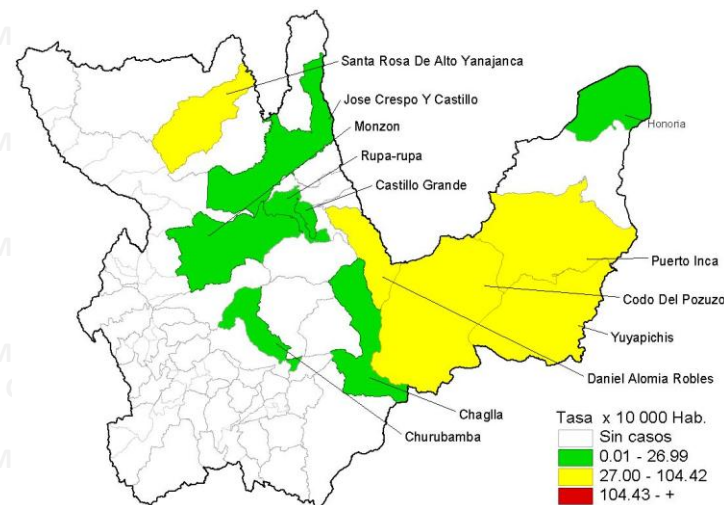 Santa Rosa De Alto Yanajanca
Jose Crespo Y Castillo
Monzon
Honoria
Rupa-rupa
Castillo Grande
Puerto Inca
Codo Del Pozuzo
Yuyapichis
Daniel Alomia Robles
Chaglla
Churubamba
Tasa x 10 000 Hab.
Sin casos
0.01 - 26.99
27.00 - 104.42
104.43 - +